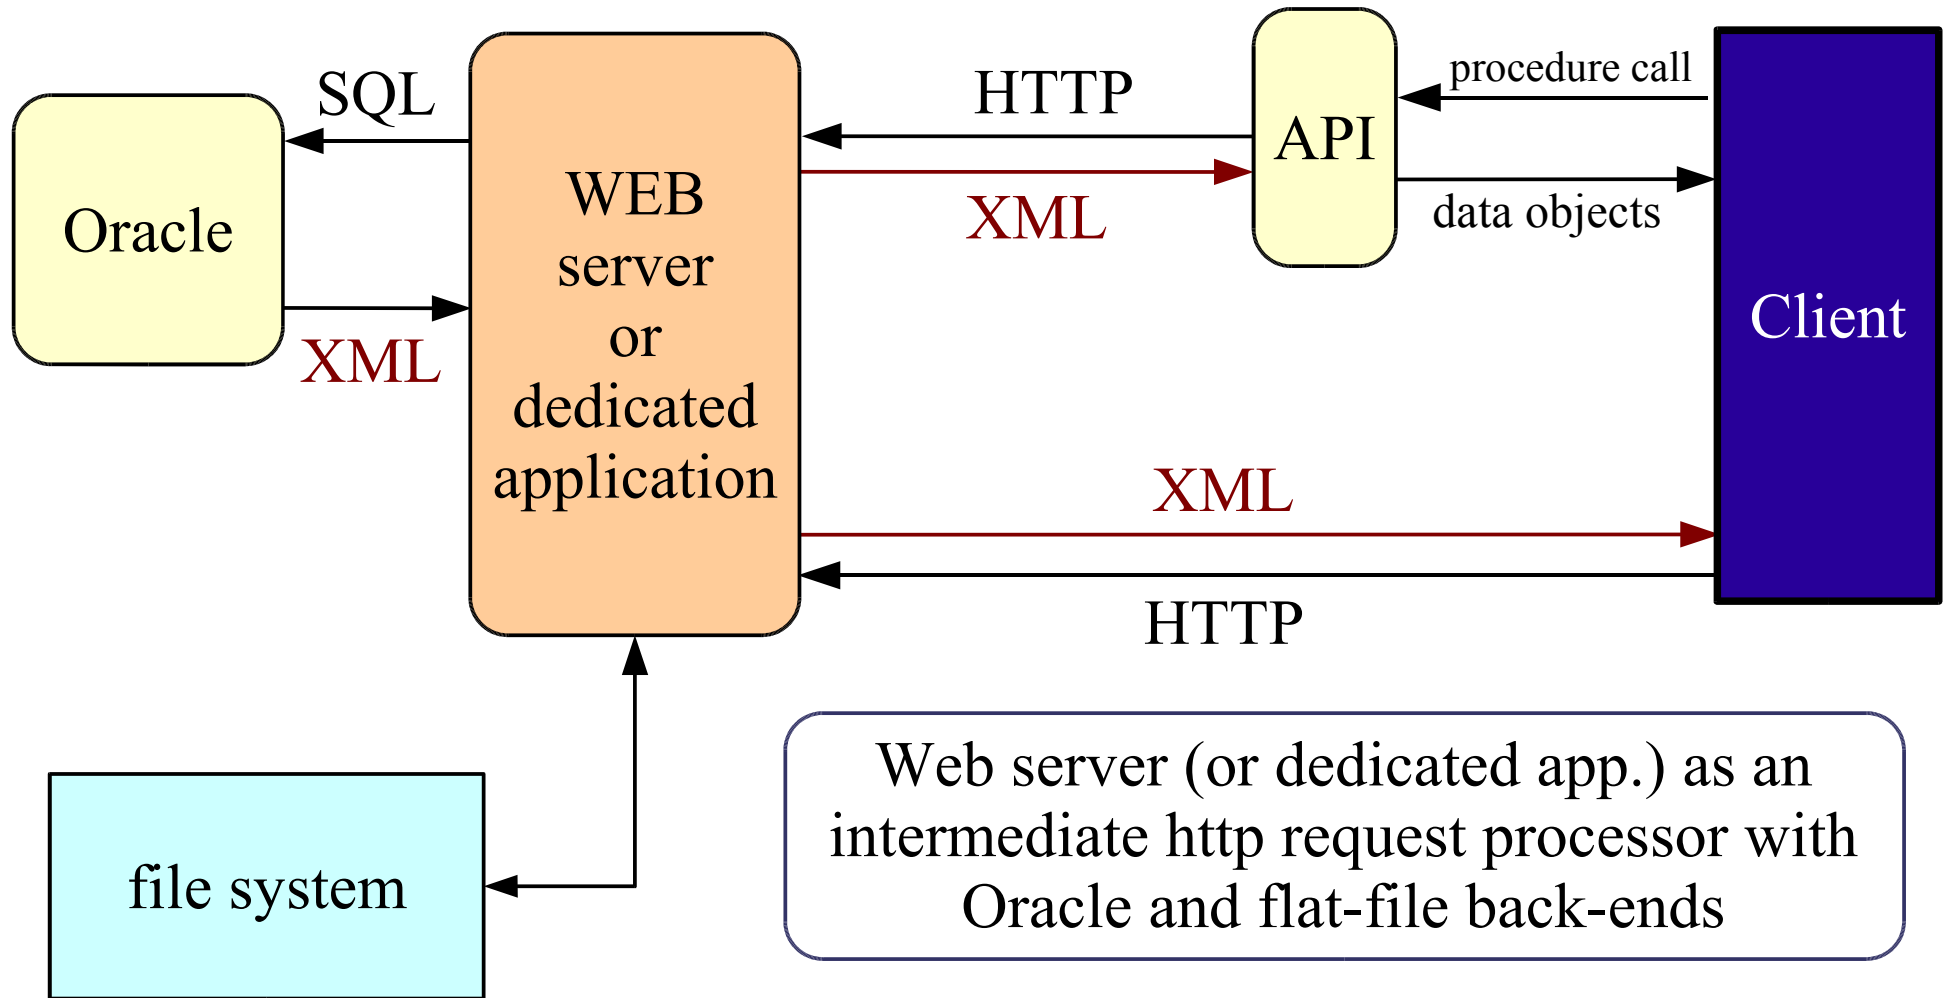 SQL
Oracle
XML
WEB
server
or
dedicated
application
HTTP
XML
API
procedure call
data objects
Client
XML
HTTP
file system
Web server (or dedicated app.) as an
intermediate http request processor with
Oracle and flat-file back-ends